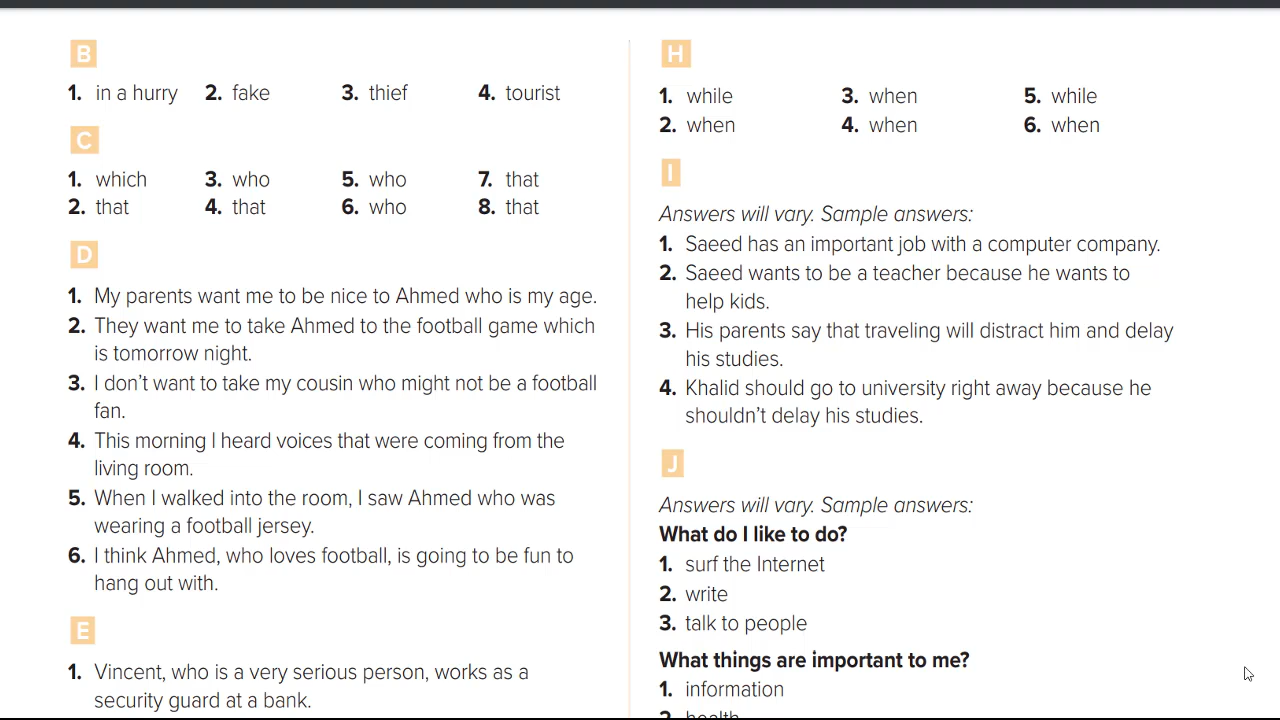 B
1. in a hurry 2. fake 3. thief 4. tourist
C
1. which 3. who 5. who 7. that
2. that 4. that 6. who 8. that
D
1. My parents want me to be nice to Ahmed who is my age.
2. They want me to take Ahmed to the football game which
is tomorrow night.
3. I don’t want to take my cousin who might not be a football
fan.
4. This morning I heard voices that were coming from the
living room.
5. When I walked into the room, I saw Ahmed who was
wearing a football jersey.
6. I think Ahmed, who loves football, is going to be fun to
hang out with.
E
1. Vincent, who is a very serious person, works as a
security guard at a bank.
H
1. while 3. when 5. while
2. when 4. when 6. when
I
Answers will vary. Sample answers:
1. Saeed has an important job with a computer company.
2. Saeed wants to be a teacher because he wants to
help kids.
3. His parents say that traveling will distract him and delay
his studies.
4. Khalid should go to university right away because he
shouldn’t delay his studies.
J
Answers will vary. Sample answers:
What do I like to do?
1. surf the Internet
2. write
3. talk to people
What things are important to me?
1. information
2. health